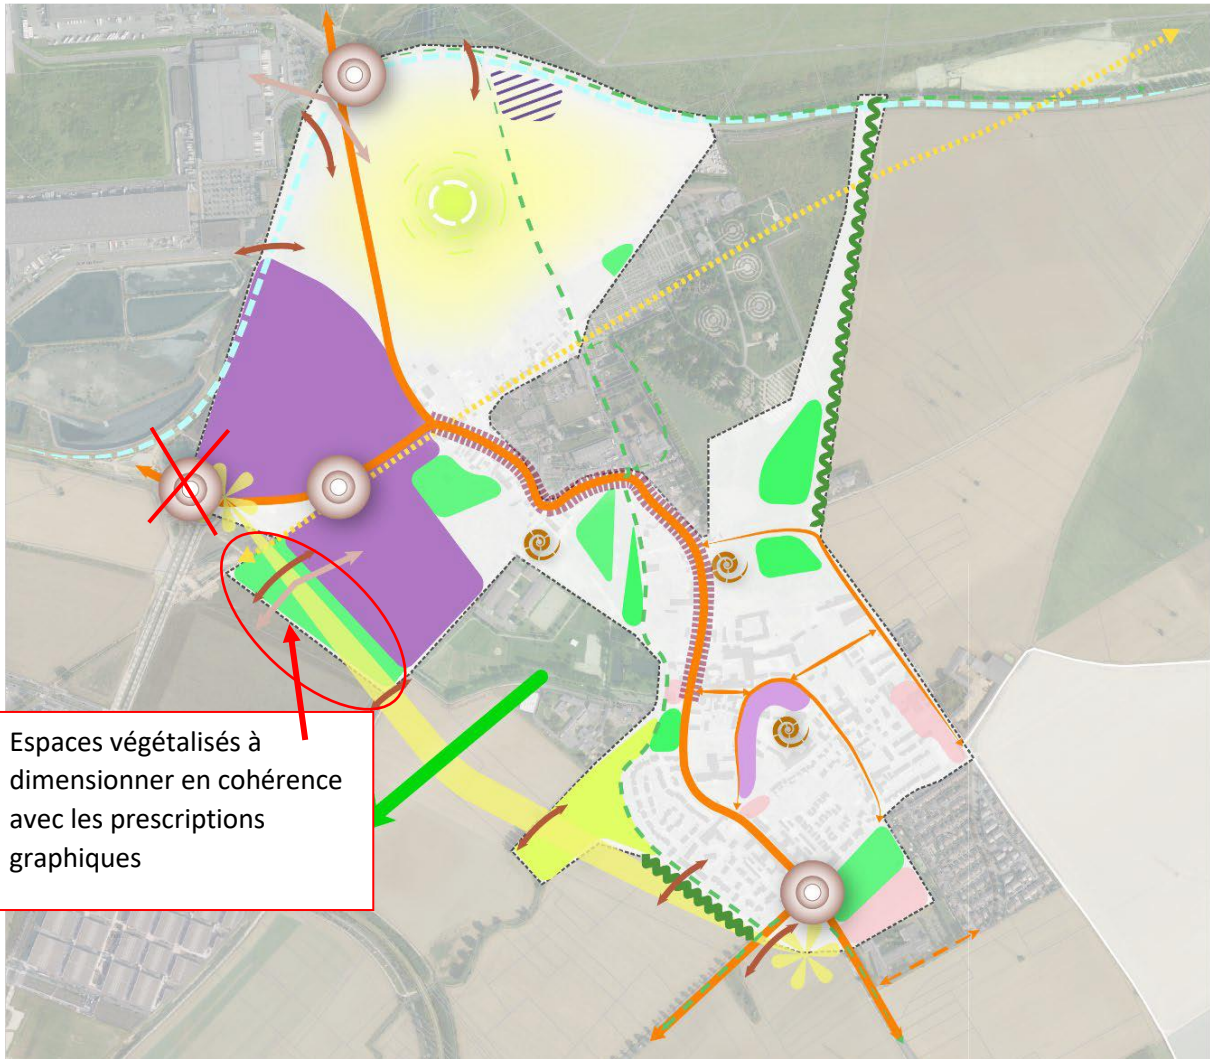 Espaces végétalisés à
dimensionner en cohérence
avec les prescriptions
graphiques